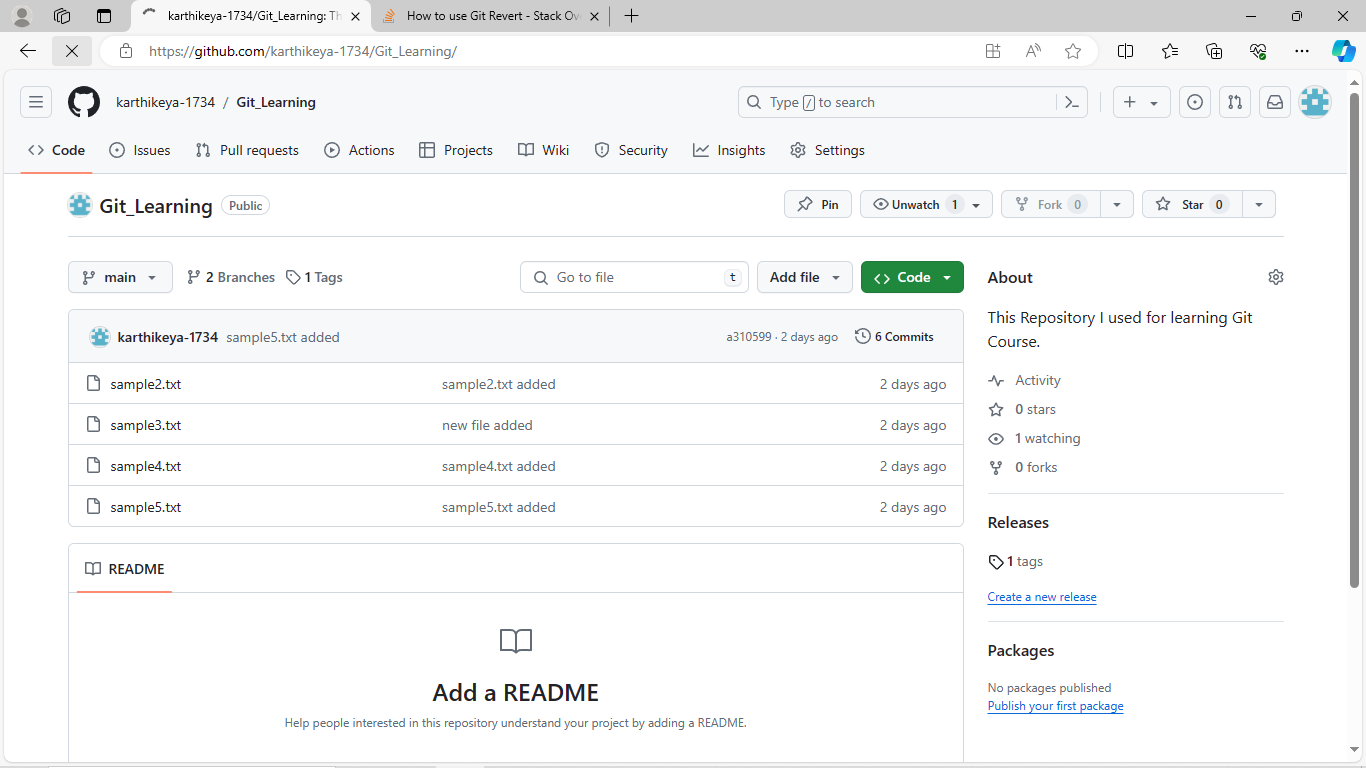 karthikeya-1734/Git_Learning: Th
How to use Git Revert - Stack Ov
https://github.com/karthikeya-1734/Git_Learning/
karthikeya-1734 / Git_Learning
Type / to search
Code Issues Pull requests Actions Projects Wiki Security Insights Settings
Git_Learning Public
Pin Unwatch 1 Fork 0 Star 0
main 2 Branches 1 Tags Go to file t Add file Code
karthikeya-1734 sample5.txt added a310599 · 2 days ago 6 Commits
sample2.txt sample2.txt added 2 days ago
sample3.txt new file added 2 days ago
sample4.txt sample4.txt added 2 days ago
sample5.txt sample5.txt added 2 days ago
README
Add a README
Help people interested in this repository understand your project by adding a README.
About
This Repository I used for learning Git
Course.
Activity
0 stars
1 watching
0 forks
Releases
1 tags
Create a new release
Packages
No packages published
Publish your first package